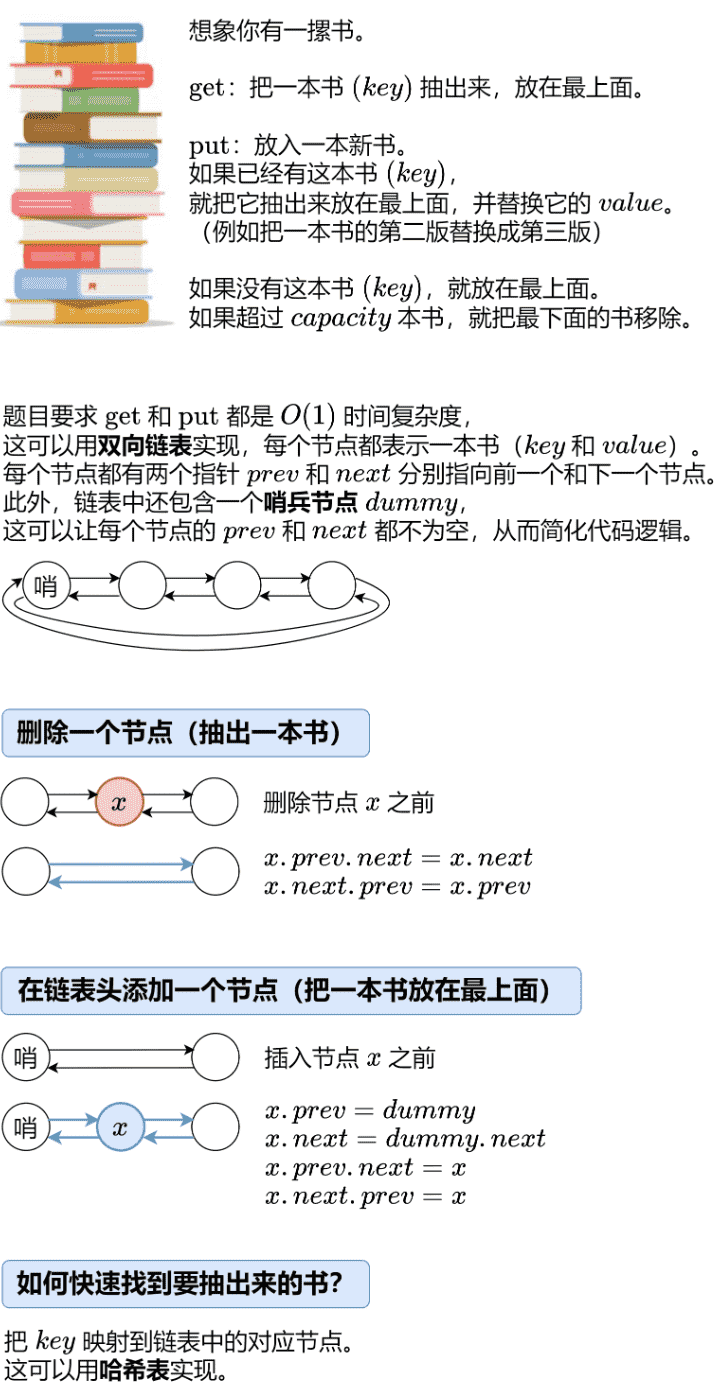 想象你有一摞书。
get：把一本书 (key) 抽出来，放在最上面。
put：放入一本新书。
如果已经有这本书 (key)，
就把它抽出来放在最上面，并替换它的 value。
（例如把一本书的第二版替换成第三版）
如果没有这本书 (key)，就放在最上面。
如果超过 capacity 本书，就把最下面的书移除。
题目要求 get 和 put 都是 O(1) 时间复杂度，
这可以用双向链表实现，每个节点都表示一本书（key 和 value）。
每个节点都有两个指针 prev 和 next 分别指向前一个和下一个节点。
此外，链表中还包含一个哨兵节点 dummy，
这可以让每个节点的 prev 和 next 都不为空，从而简化代码逻辑。
哨
删除一个节点（抽出一本书）
x
删除节点 x 之前
x.prev.next = x.next
x.next.prev = x.prev
在链表头添加一个节点（把一本书放在最上面）
哨
插入节点 x 之前
哨 x
x.prev = dummy
x.next = dummy.next
x.prev.next = x
x.next.prev = x
如何快速找到要抽出来的书？
把 key 映射到链表中的对应节点。
这可以用哈希表实现。